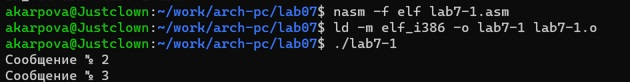 akarpova@Justclown:~/work/arch-pc/lab07$ nasm -f elf lab7-1.asm
akarpova@Justclown:~/work/arch-pc/lab07$ ld -m elf_i386 -o lab7-1 lab7-1.o
akarpova@Justclown:~/work/arch-pc/lab07$ ./lab7-1
Сообщение № 2
Сообщение № 3